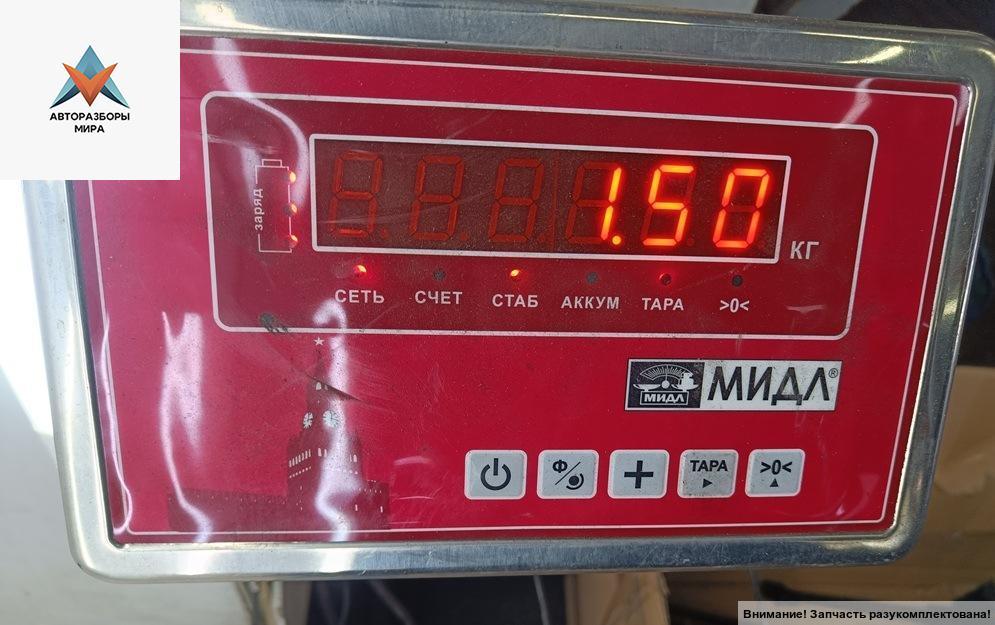 АВТОРАЗБОРЫ
МИРА
заряд
1.50
КГ
СЕТЬ СЧЕТ СТАБ АККУМ ТАРА >0<
МИДЛ МИДЛ®
Ф ТАРА >0<
Внимание! Запчасть разукомплектована!